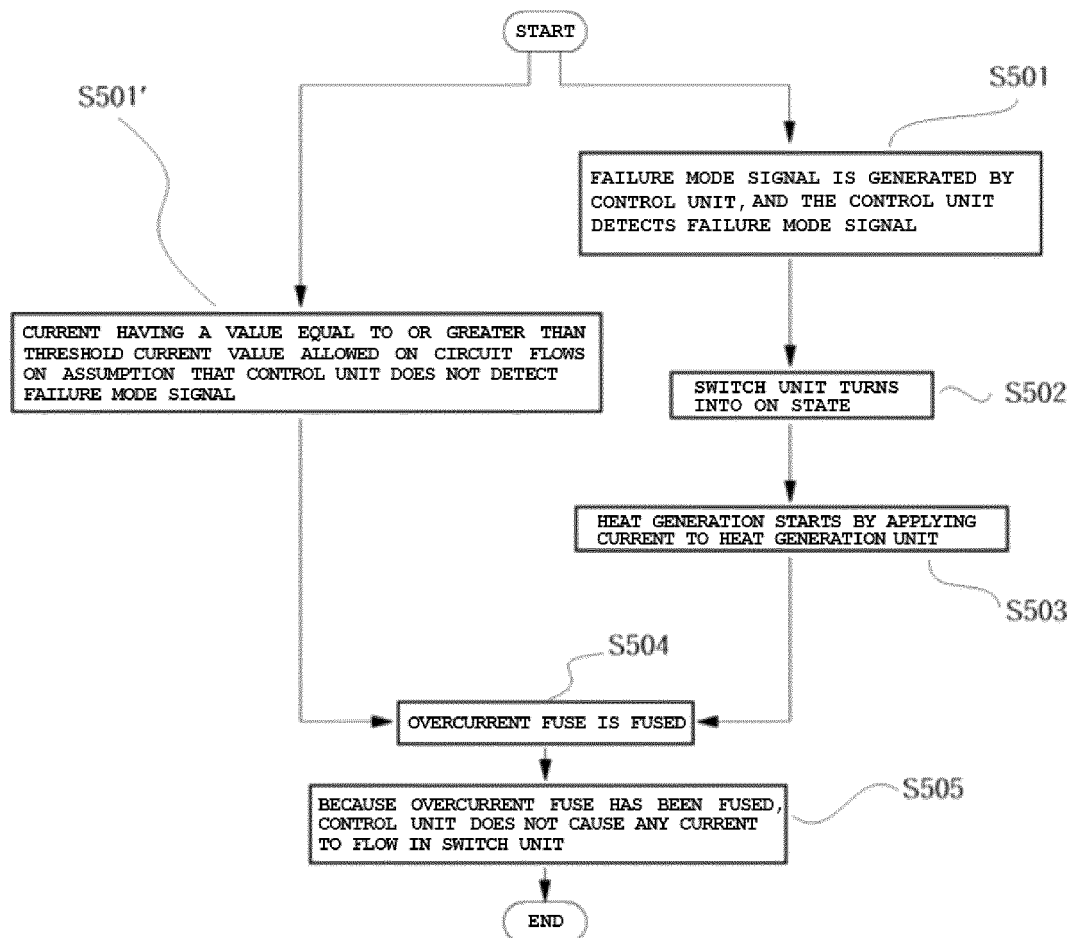 START
S501'
S501
FAILURE MODE SIGNAL IS GENERATED BY
CONTROL UNIT, AND THE CONTROL UNIT
DETECTS FAILURE MODE SIGNAL
CURRENT HAVING A VALUE EQUAL TO OR GREATER THAN
THRESHOLD CURRENT VALUE ALLOWED ON CIRCUIT FLOWS
ON ASSUMPTION THAT CONTROL UNIT DOES NOT DETECT
FAILURE MODE SIGNAL
SWITCH UNIT TURNS
INTO ON STATE
S502
HEAT GENERATION STARTS BY APPLYING
CURRENT TO HEAT GENERATION UNIT
S503
S504
OVERCURRENT FUSE IS FUSED
BECAUSE OVERCURRENT FUSE HAS BEEN FUSED,
CONTROL UNIT DOES NOT CAUSE ANY CURRENT
TO FLOW IN SWITCH UNIT
S505
END